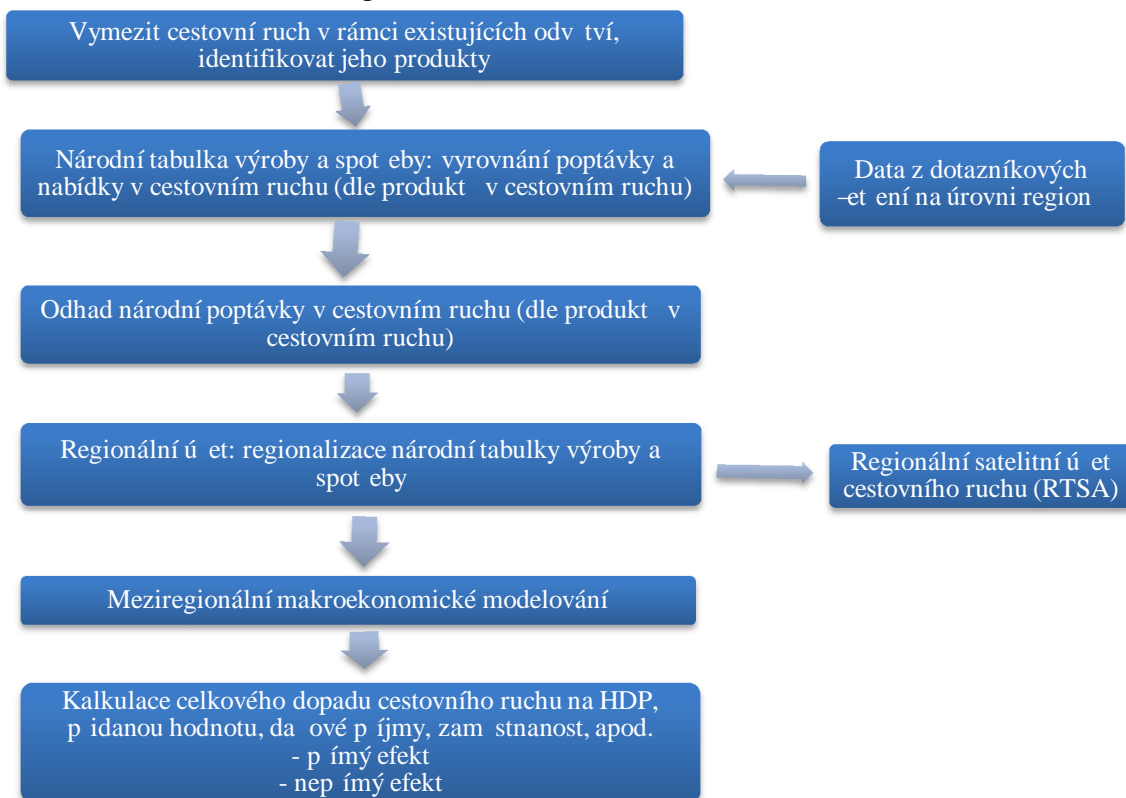 Vymezit cestovní ruch v rámci existujících odv tví,
identifikovat jeho produkty
Národní tabulka výroby a spot eby: vyrovnání poptávky a
nabídky v cestovním ruchu (dle produkt v cestovním ruchu)
Data z dotazníkových
–et ení na úrovni region
Odhad národní poptávky v cestovním ruchu (dle produkt v
cestovním ruchu)
Regionální ú et: regionalizace národní tabulky výroby a
spot eby
Regionální satelitní ú et
cestovního ruchu (RTSA)
Meziregionální makroekonomické modelování
Kalkulace celkového dopadu cestovního ruchu na HDP,
p idanou hodnotu, da ové p íjmy, zam stnanost, apod.
- p ímý efekt
- nep ímý efekt